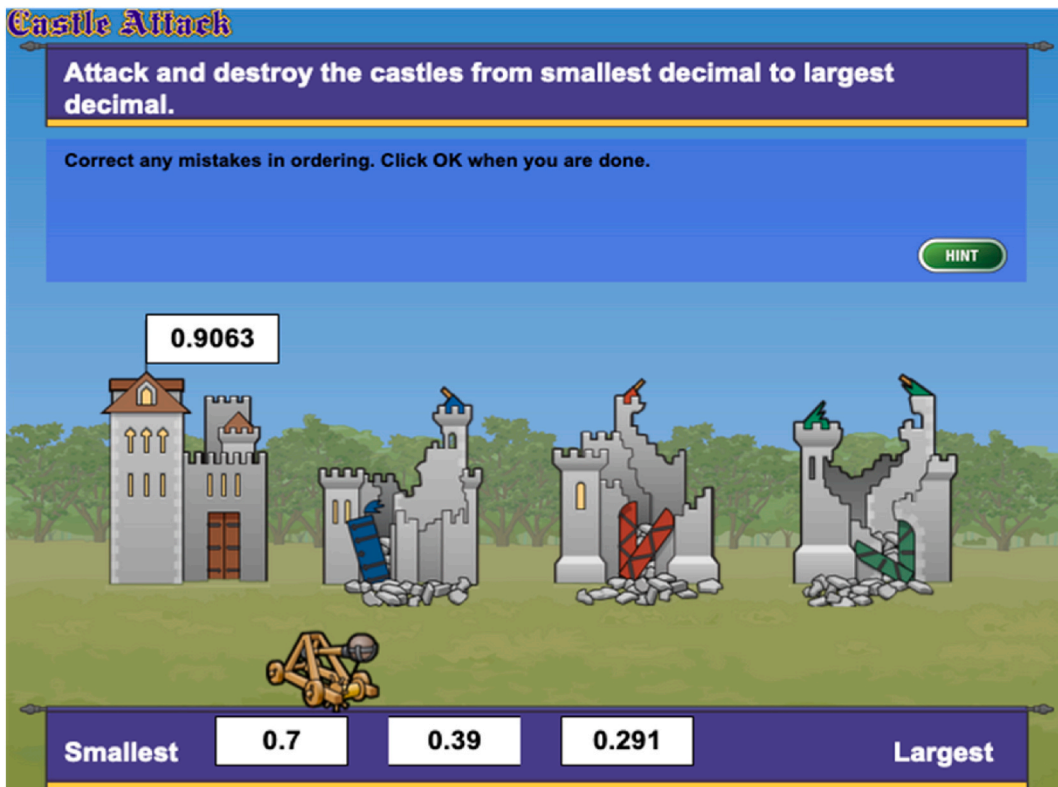 Castle Attack
Attack and destroy the castles from smallest decimal to largest
decimal.
Correct any mistakes in ordering. Click OK when you are done.
HINT
0.9063
Smallest 0.7 0.39 0.291 Largest